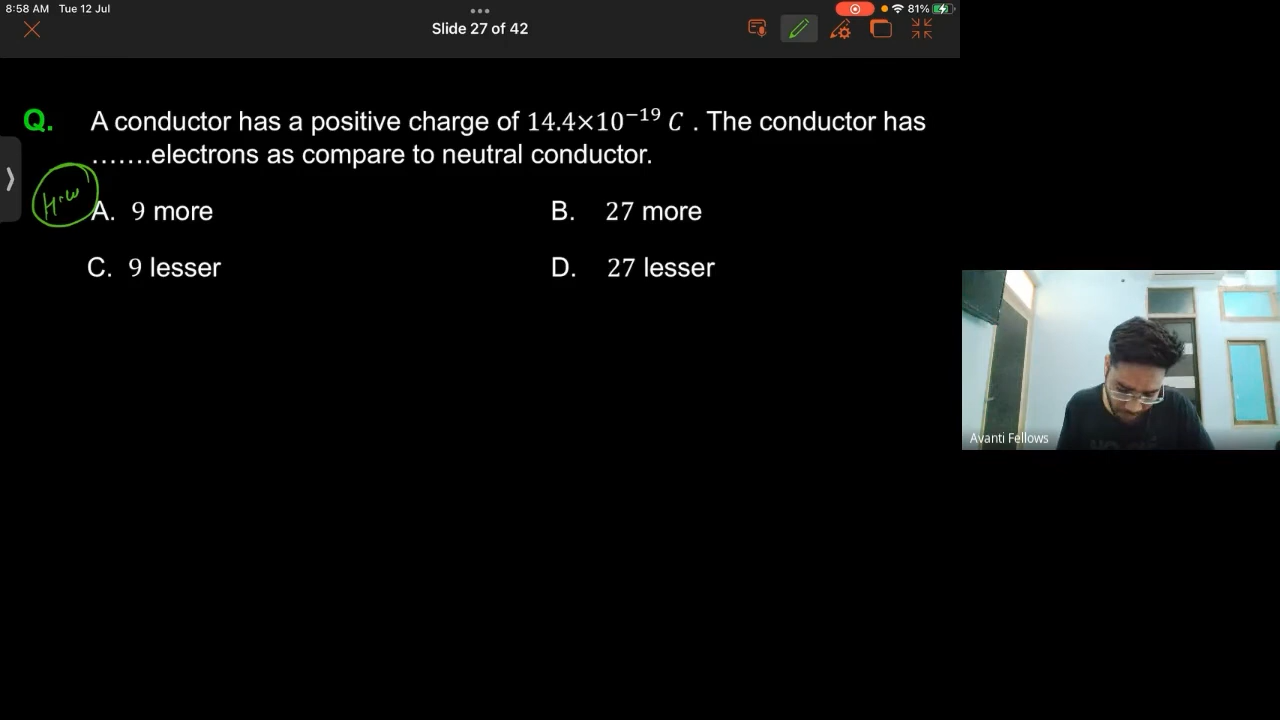 8:58 AM Tue 12 Jul
81%
Slide 27 of 42
Q. A conductor has a positive charge of 14.4×10⁻¹⁹ C . The conductor has
.......electrons as compare to neutral conductor.
H.w
A. 9 more
B. 27 more
C. 9 lesser
D. 27 lesser
Avanti Fellows